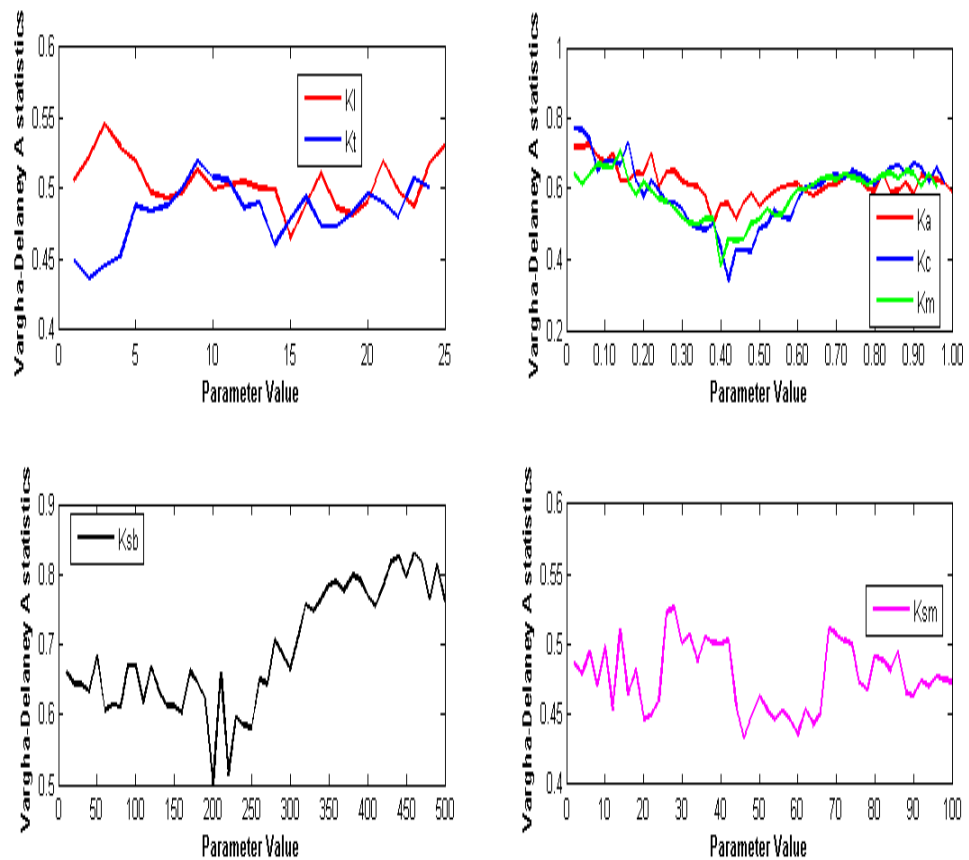 Vargha-Delaney A statistics
0.6
0.55
0.5
0.45
0.4
Kl
Kt
0 5 10 15 20 25
Parameter Value
Vargha-Delaney A statistics
1
0.8
0.6
0.4
0.2
Ka
Kc
Km
0 0.10 0.20 0.30 0.40 0.50 0.60 0.70 0.80 0.90 1.00
Parameter Value
Vargha-Delaney A statistics
0.9
0.8
0.7
0.6
0.5
Ksb
0 50 100 150 200 250 300 350 400 450 500
Parameter Value
Vargha-Delaney A statistics
0.6
0.55
0.5
0.45
0.4
Ksm
0 10 20 30 40 50 60 70 80 90 100
Parameter Value